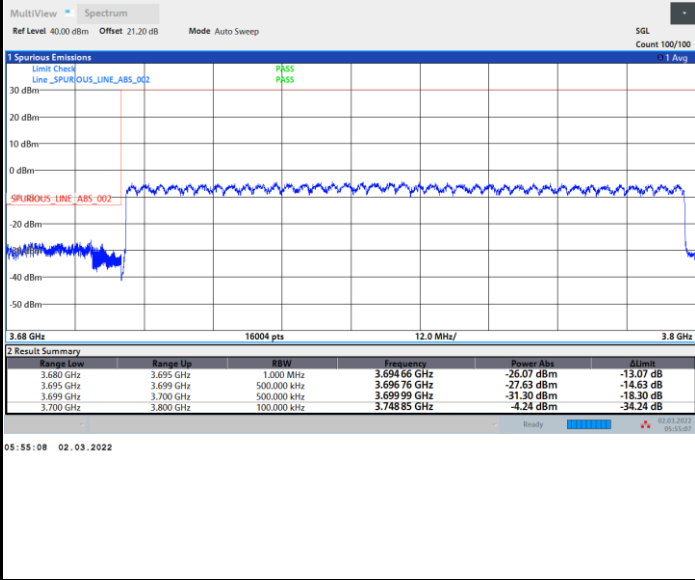 MultiView Spectrum
Ref Level 40.00 dBm Offset 21.20 dB Mode Auto Sweep SGL
Count 100/100
1 Spurious Emissions 1 Avg
Limit Check PASS
Line _SPURIOUS_LINE_ABS_002 PASS
30 dBm
20 dBm
10 dBm
0 dBm
_SPURIOUS_LINE_ABS_002
-20 dBm
-40 dBm
-50 dBm
3.68 GHz 16004 pts 12.0 MHz/ 3.8 GHz
2 Result Summary
Range Low Range Up RBW Frequency Power Abs ΔLimit
3.680 GHz 3.695 GHz 1.000 MHz 3.694 66 GHz -26.07 dBm -13.07 dB
3.695 GHz 3.699 GHz 500.000 kHz 3.696 76 GHz -27.63 dBm -14.63 dB
3.699 GHz 3.700 GHz 500.000 kHz 3.699 99 GHz -31.30 dBm -18.30 dB
3.700 GHz 3.800 GHz 100.000 kHz 3.748 85 GHz -4.24 dBm -34.24 dB
Ready 02.03.2022
05:55:07
05:55:08 02.03.2022